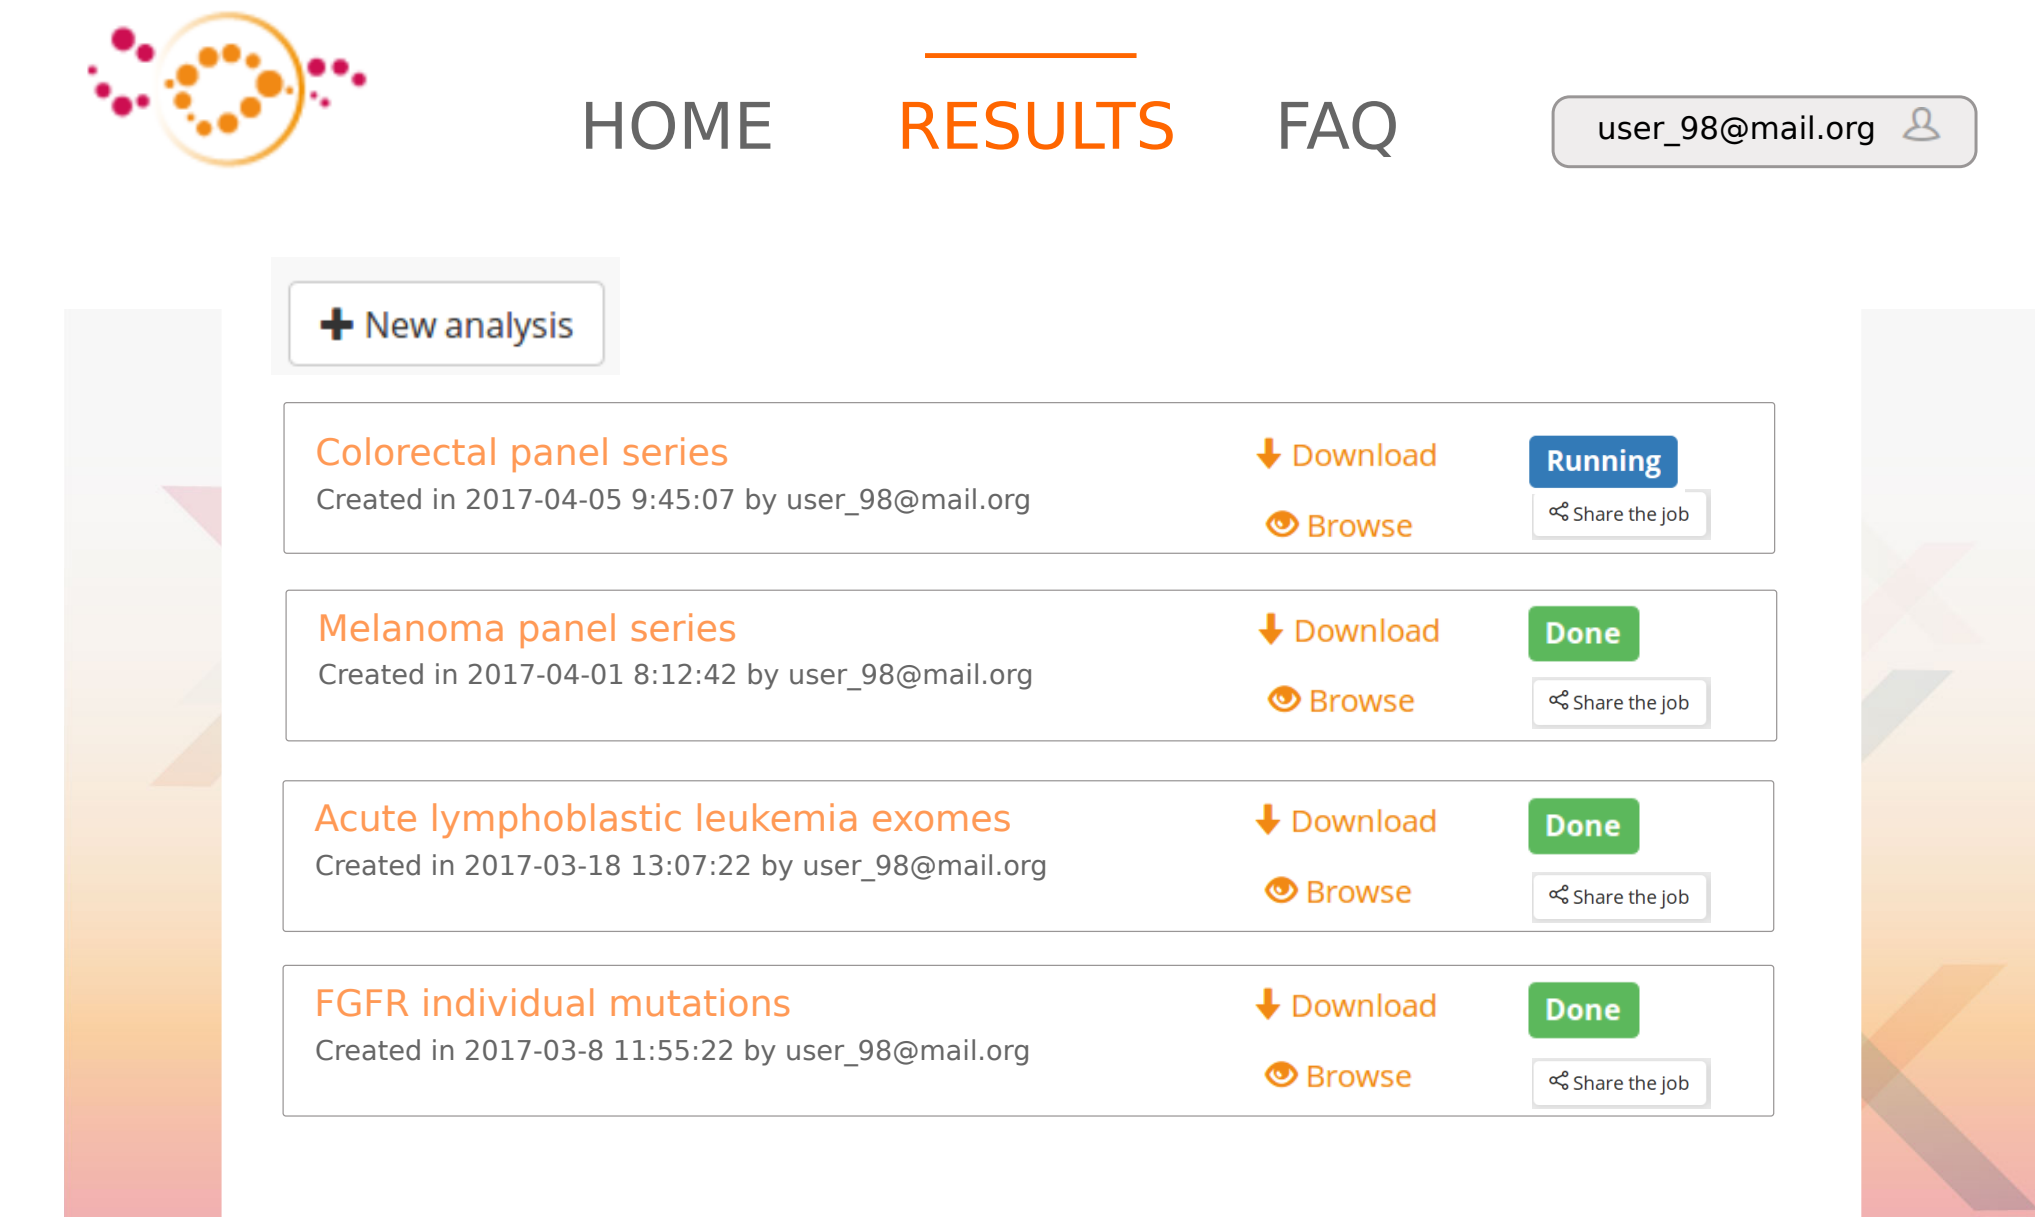 HOME RESULTS FAQ user_98@mail.org
New analysis
Colorectal panel series
Created in 2017-04-05 9:45:07 by user_98@mail.org
Download
Browse
Running
Share the job
Melanoma panel series
Created in 2017-04-01 8:12:42 by user_98@mail.org
Download
Browse
Done
Share the job
Acute lymphoblastic leukemia exomes
Created in 2017-03-18 13:07:22 by user_98@mail.org
Download
Browse
Done
Share the job
FGFR individual mutations
Created in 2017-03-8 11:55:22 by user_98@mail.org
Download
Browse
Done
Share the job